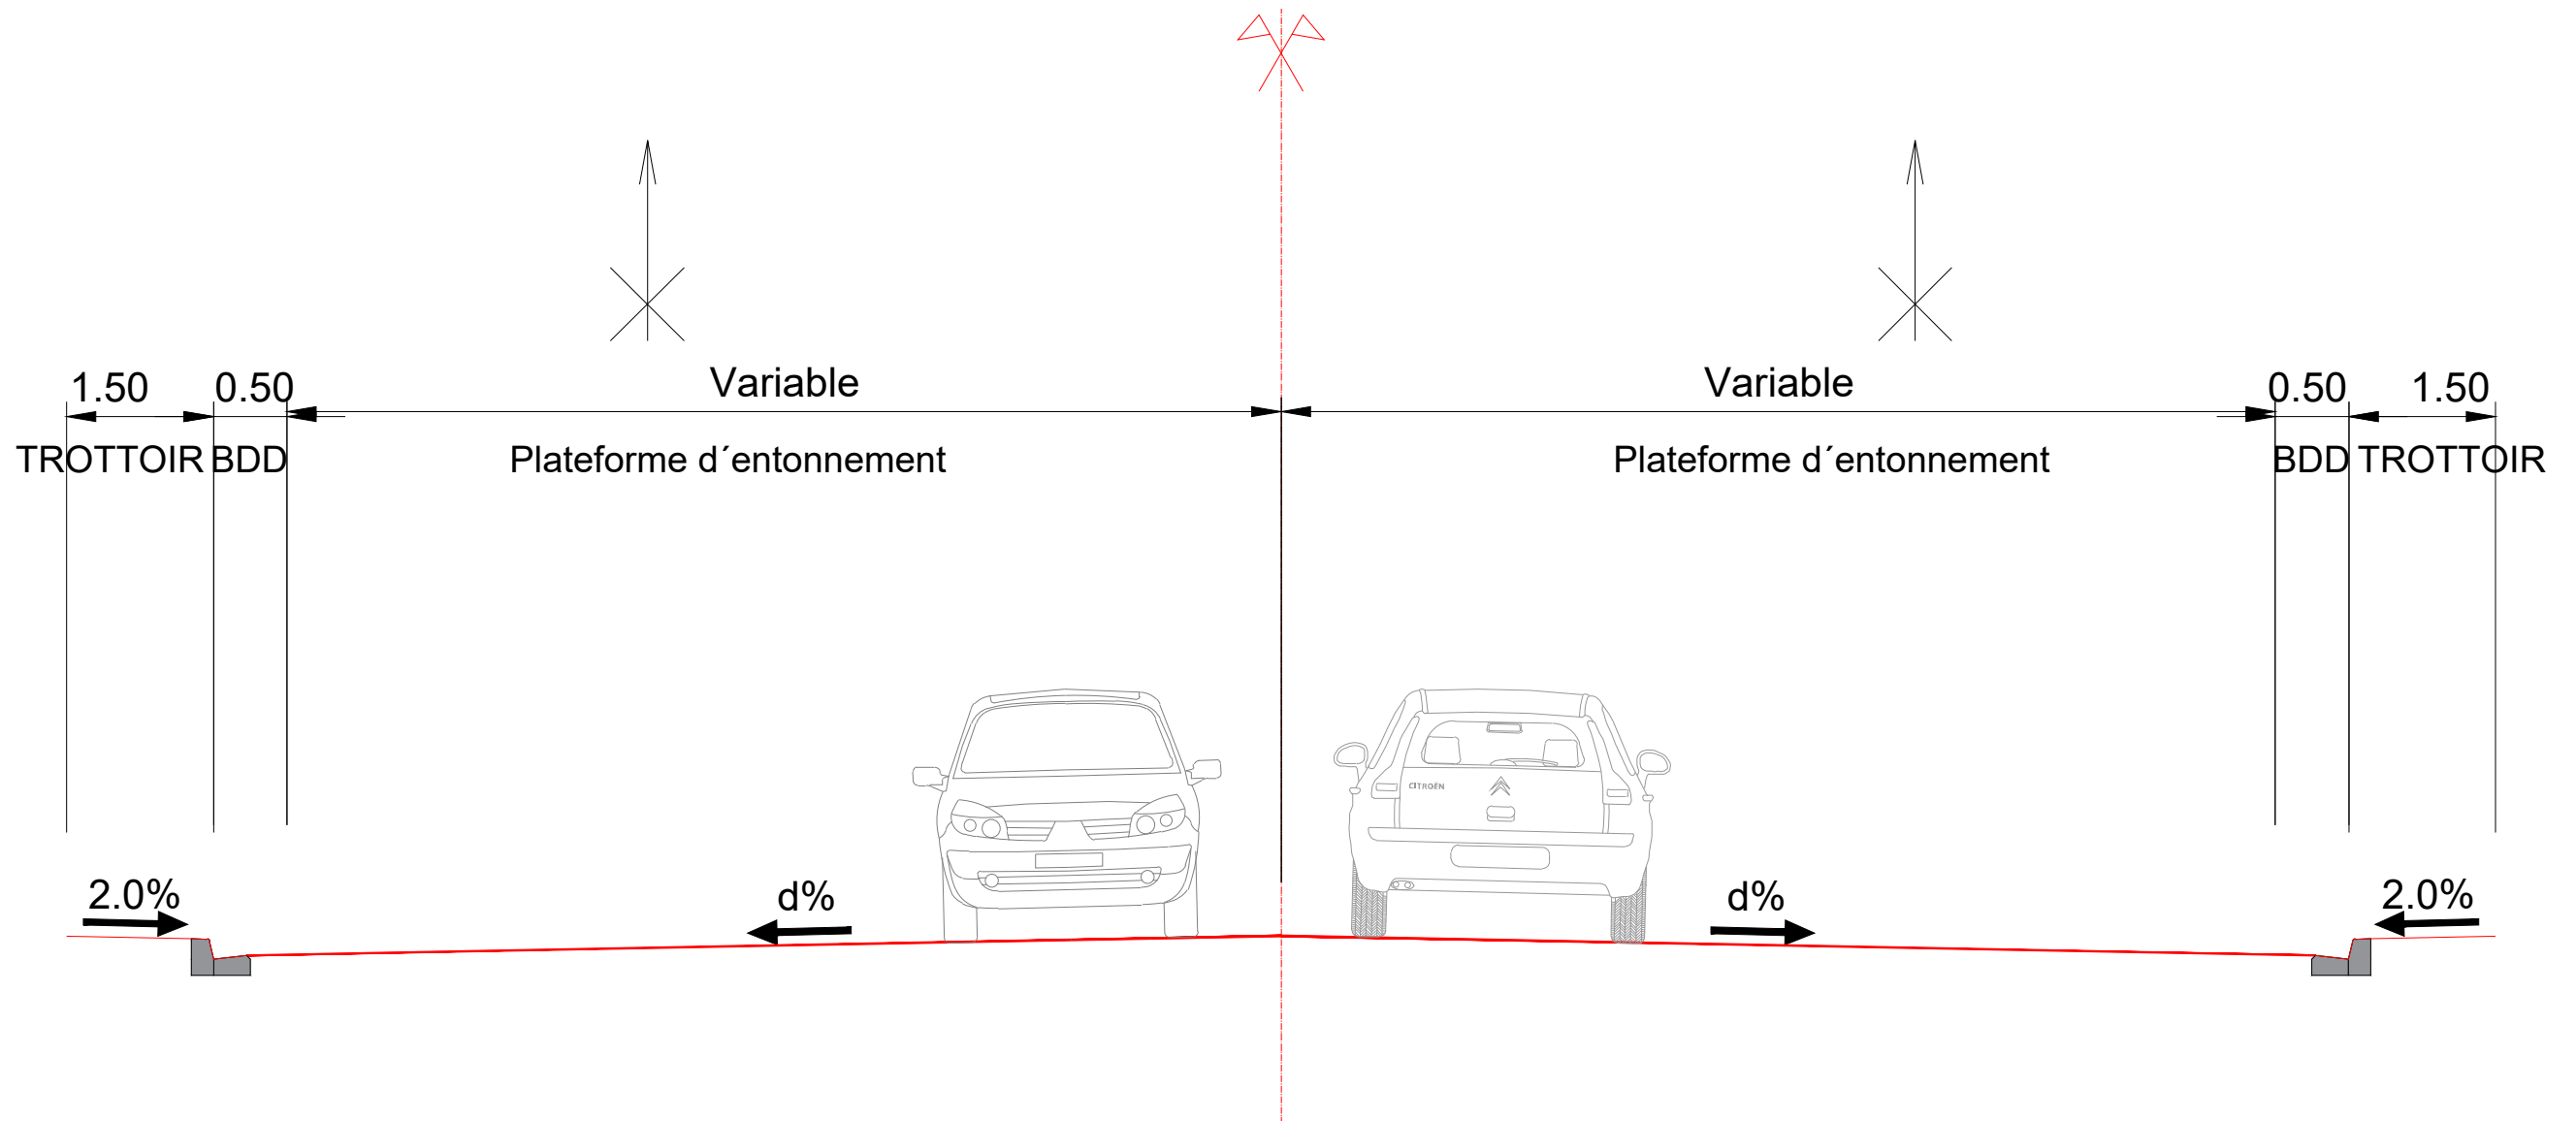 Variable Variable
1.50 0.50 0.50 1.50
TROTTOIR BDD Plateforme d´entonnement Plateforme d´entonnement BDD TROTTOIR
CITROËN
2.0% d% d% 2.0%